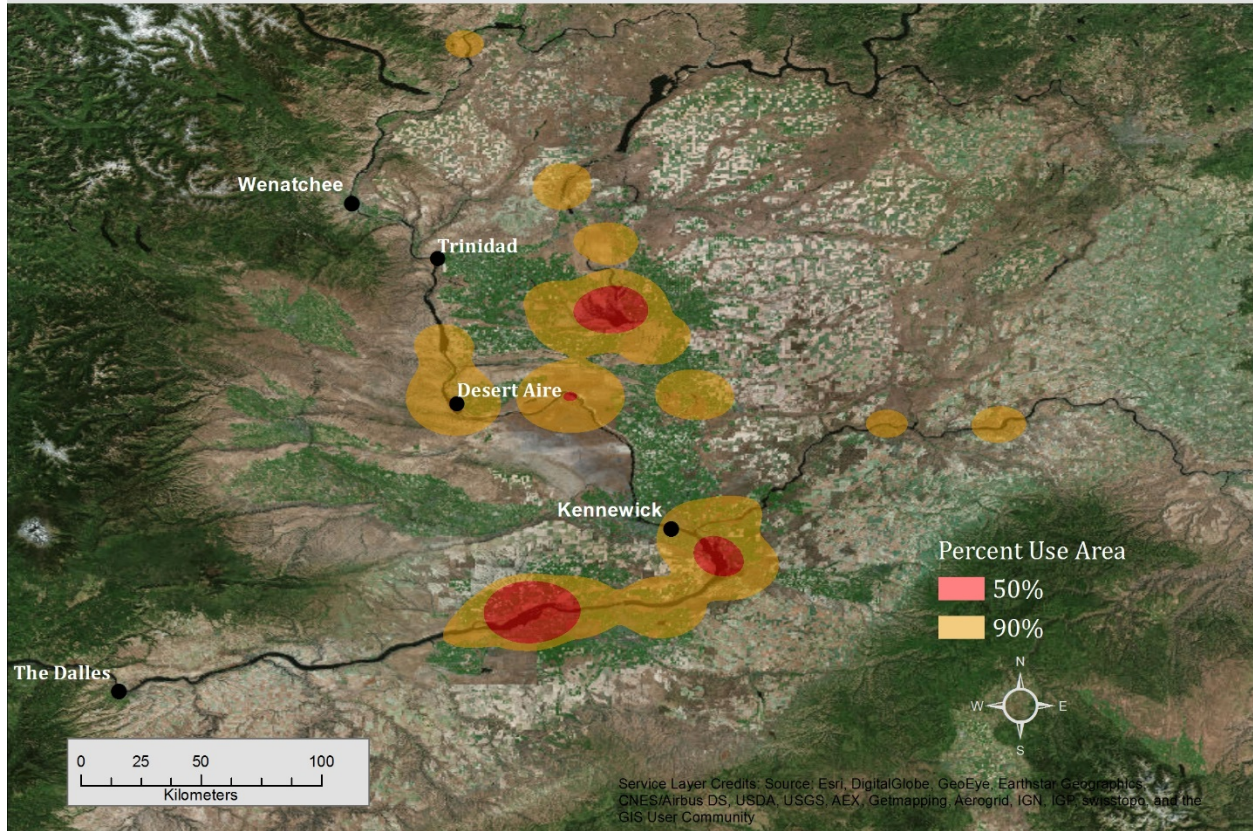 Wenatchee
Trinidad
Desert Aire
Kennewick
Percent Use Area
50%
90%
The Dalles
N
W E
S
0 25 50 100
Kilometers
Service Layer Credits: Source: Esri, DigitalGlobe, GeoEye, Earthstar Geographics,
CNES/Airbus DS, USDA, USGS, AEX, Getmapping, Aerogrid, IGN, IGP, swisstopo, and the
GIS User Community